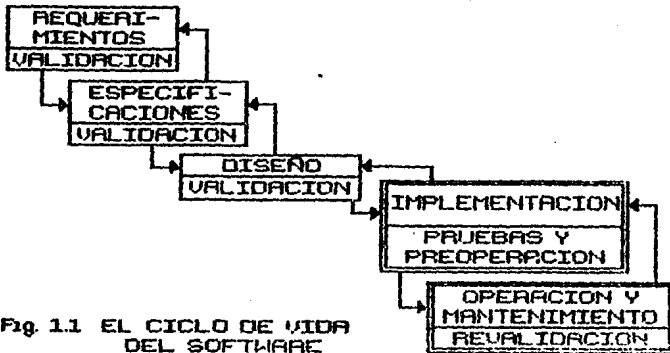 REQUERI-
MIENTOS
VALIDACION
ESPECIFI-
CACIONES
VALIDACION
DISEÑO
VALIDACION
IMPLEMENTACION
PRUEBAS Y
PREOPERACION
OPERACION Y
MANTENIMIENTO
REVALIDACION
Fig. 1.1 EL CICLO DE VIDA
DEL SOFTWARE